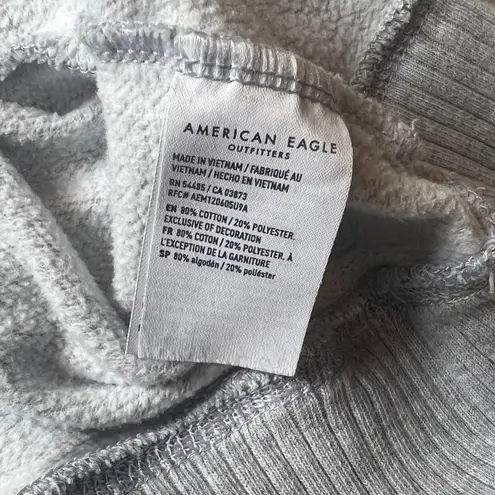 AMERICAN EAGLE
OUTFITTERS
MADE IN VIETNAM / FABRIQUÉ AU
VIETNAM / HECHO EN VIETNAM
RN 54485 / CA 03873
RFC# AEM120605U9A
EN 80% COTTON / 20% POLYESTER,
EXCLUSIVE OF DECORATION
FR 80% COTON / 20% POLYESTER, À
L'EXCEPTION DE LA GARNITURE
SP 80% algodón / 20% poliéster